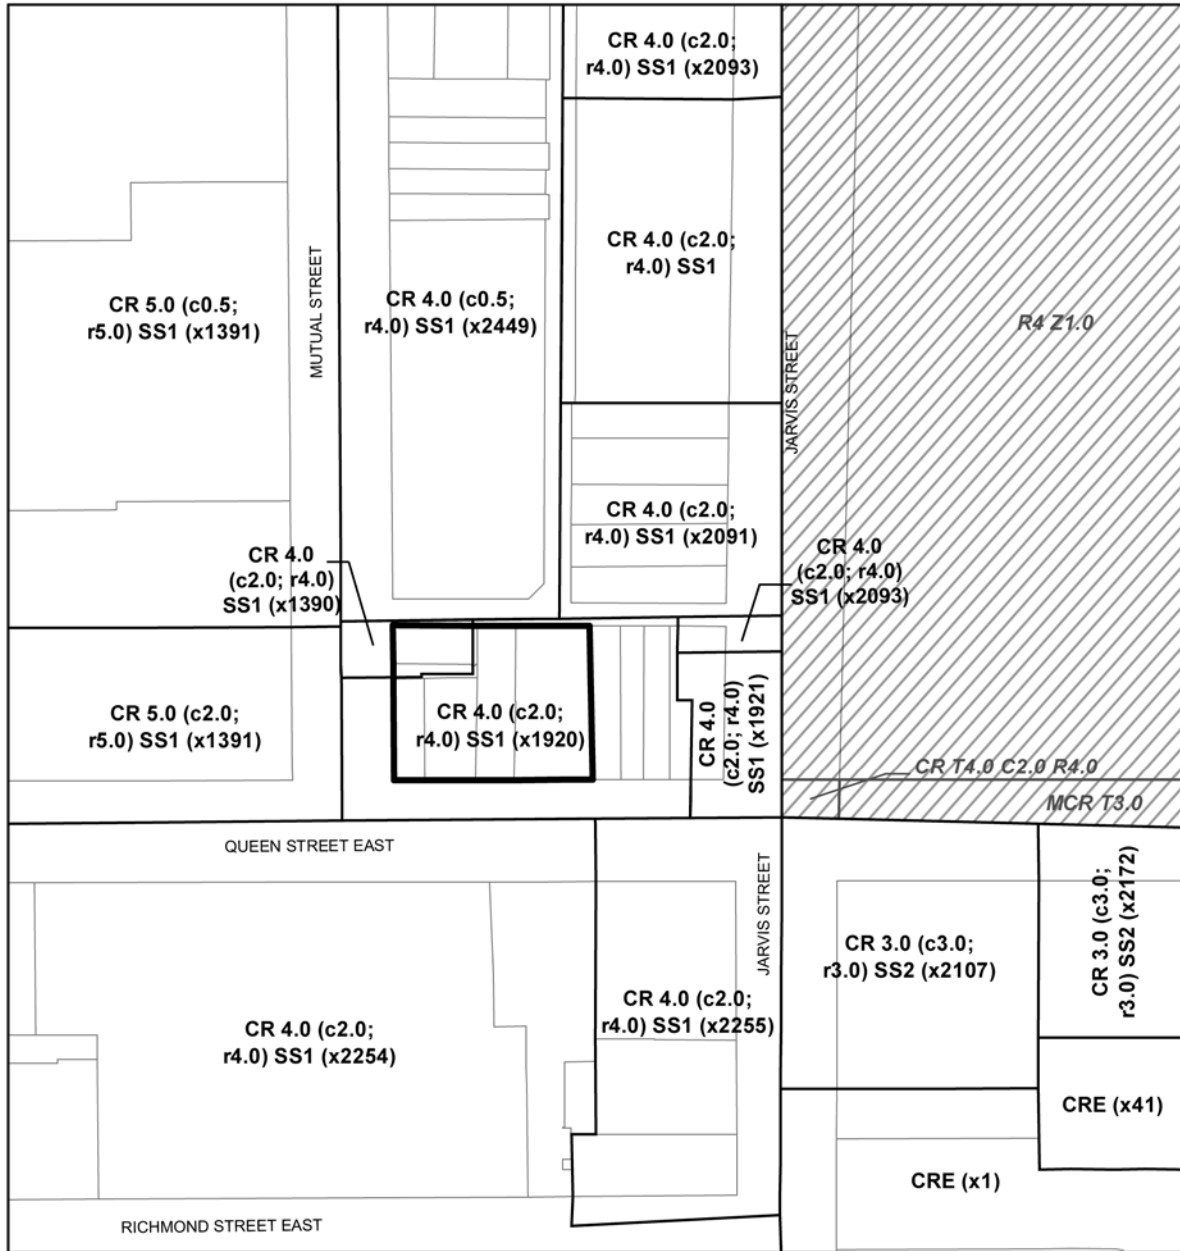 CR 4.0 (c2.0;
r4.0) SS1 (x2093)
CR 4.0 (c2.0;
r4.0) SS1
CR 5.0 (c0.5;
r5.0) SS1 (x1391)
MUTUAL STREET
CR 4.0 (c0.5;
r4.0) SS1 (x2449)
JARVIS STREET
R4 Z1.0
CR 4.0 (c2.0;
r4.0) SS1 (x2091)
CR 4.0
(c2.0; r4.0)
SS1 (x1390)
CR 4.0
(c2.0; r4.0)
SS1 (x2093)
CR 5.0 (c2.0;
r5.0) SS1 (x1391)
CR 4.0 (c2.0;
r4.0) SS1 (x1920)
CR 4.0
(c2.0; r4.0)
SS1 (x1921)
CR T4.0 C2.0 R4.0
MCR T3.0
QUEEN STREET EAST
JARVIS STREET
CR 3.0 (c3.0;
r3.0) SS2 (x2107)
CR 3.0 (c3.0;
r3.0) SS2 (x2172)
CR 4.0 (c2.0;
r4.0) SS1 (x2254)
CR 4.0 (c2.0;
r4.0) SS1 (x2255)
CRE (x41)
CRE (x1)
RICHMOND STREET EAST